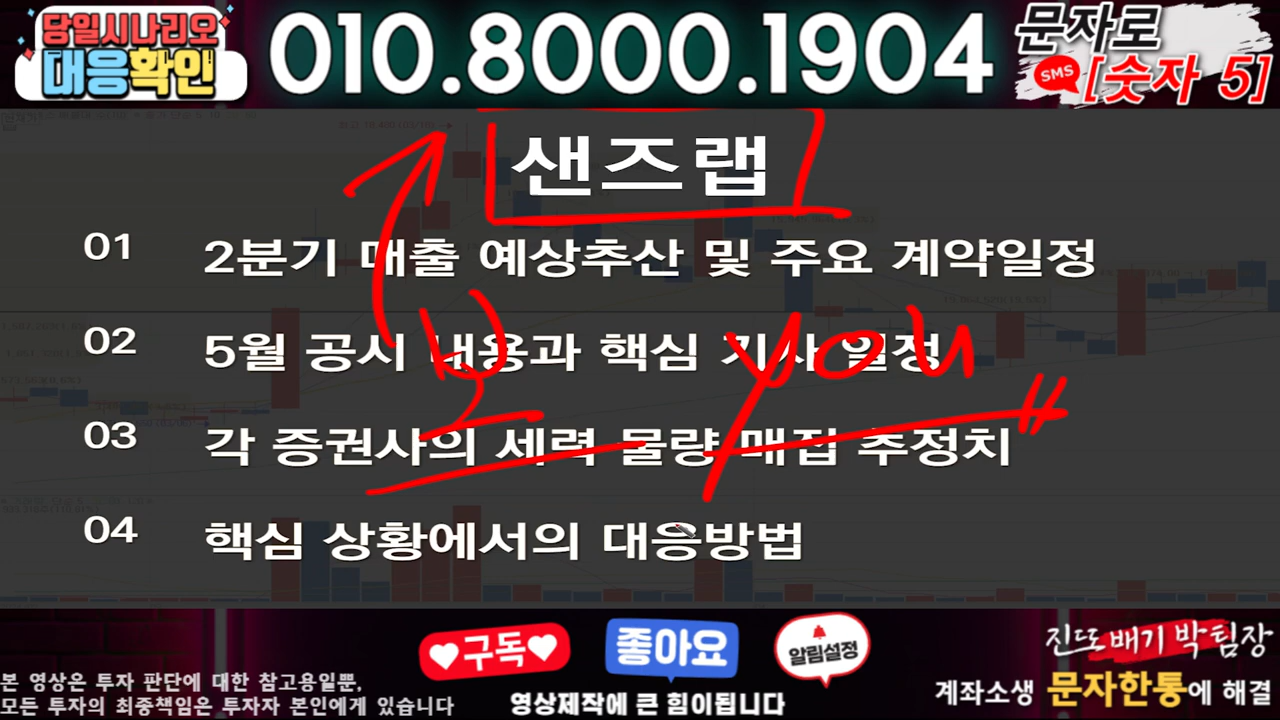 당일시나리오
대응확인
010.8000.1904
문자로
SMS
[숫자 5]
샌즈랩
01 2분기 매출 예상추산 및 주요 계약일정
02 5월 공시 내용과 핵심 기사 일정
03 각 증권사의 세력 물량 매집 추정치
04 핵심 상황에서의 대응방법
보 you
구독
좋아요
알림설정
영상제작에 큰 힘이됩니다
본 영상은 투자 판단에 대한 참고용일뿐,
모든 투자의 최종책임은 투자자 본인에게 있습니다
진또배기 박팀장
계좌소생 문자한통에 해결